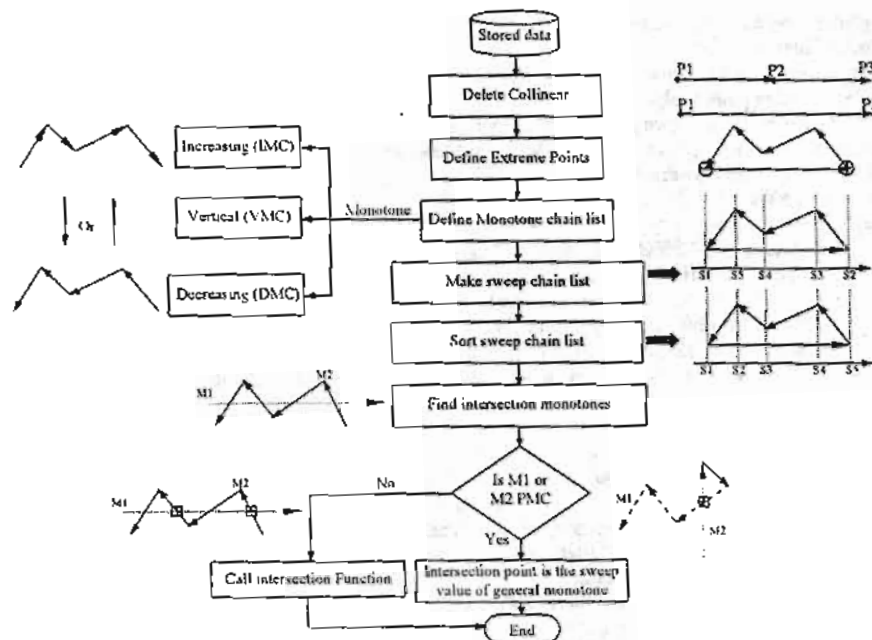 Stored data
P1 P2 P3
Delete Collinear
P1
Increasing (IMC)
Define Extreme Points
Monotone
Vertical (VMC)
Define Monotone chain list
Or
S1 S5 S4 S3 S2
Decreasing (DMC)
Make sweep chain list
Sort sweep chain list
S1 S2 S3 S4 S5
M1 M2
Find intersection monotones
Is M1 or
M2 PMC
No
M1 M2
M1
M2
Yes
Call intersection Function
Intersection point is the sweep
value of general monotone
End